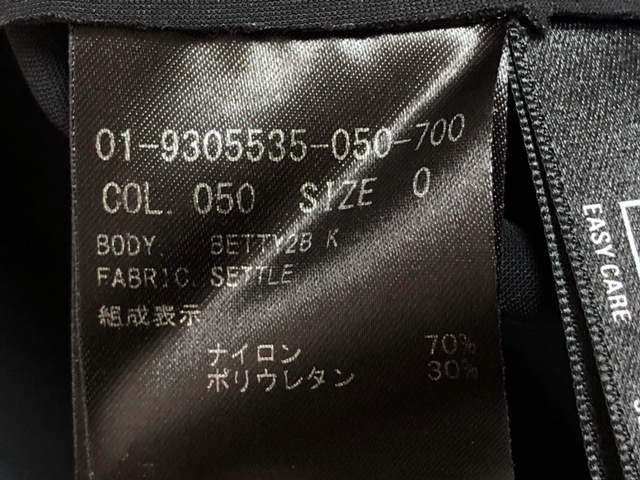 01-9305535-050-700
COL. 050 SIZE 0
BODY. BETTY2B K
FABRIC SETTLE
組成表示
ナイロン 70%
ポリウレタン 30%
EASY CARE